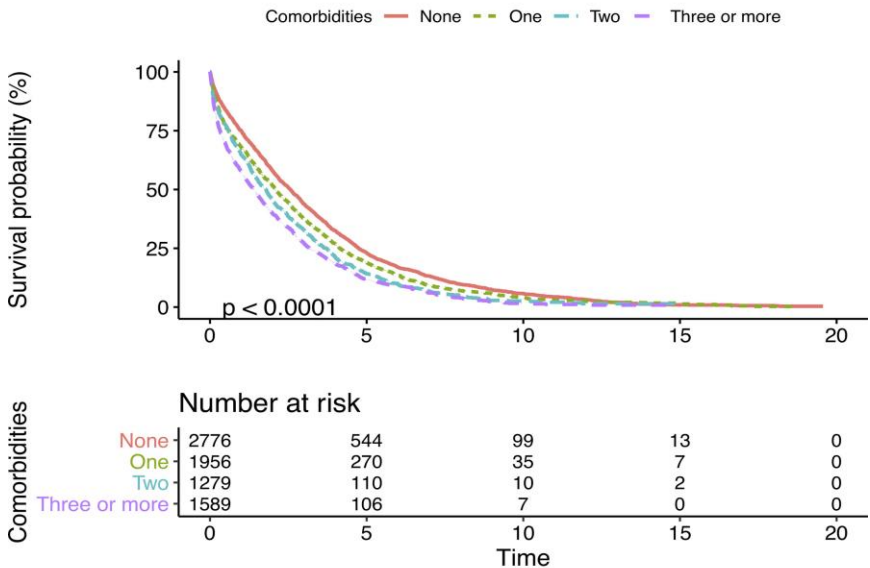 Comorbidities None One Two Three or more
Survival probability (%)
100
75
50
25
0
p < 0.0001
0 5 10 15 20
Number at risk
Comorbidities
None 2776 544 99 13 0
One 1956 270 35 7 0
Two 1279 110 10 2 0
Three or more 1589 106 7 0 0
0 5 10 15 20
Time